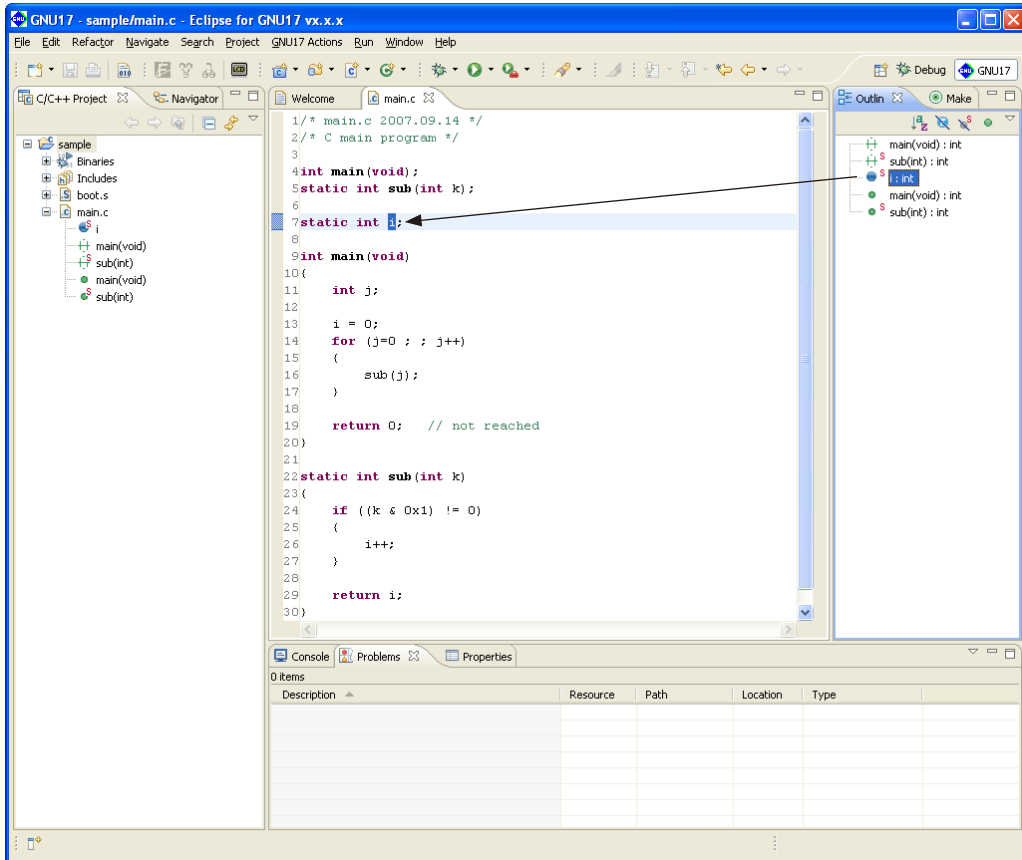 GNU17 - sample/main.c - Eclipse for GNU17 vx.x.x
File Edit Refactor Navigate Search Project GNU17 Actions Run Window Help
Debug GNU17
C/C++ Project Navigator
sample
Binaries
Includes
boot.s
main.c
i
main(void)
sub(int)
main(void)
sub(int)
Welcome main.c
1/* main.c 2007.09.14 */
2/* C main program */
3
4int main(void);
5static int sub(int k);
6
7static int i;
8
9int main(void)
10{
11    int j;
12
13    i = 0;
14    for (j=0 ; ; j++)
15    {
16        sub(j);
17    }
18
19    return 0;   // not reached
20}
21
22static int sub(int k)
23{
24    if ((k & 0x1) != 0)
25    {
26        i++;
27    }
28
29    return i;
30}
Outlin Make
main(void) : int
sub(int) : int
i : int
main(void) : int
sub(int) : int
Console Problems Properties
0 items
Description Resource Path Location Type